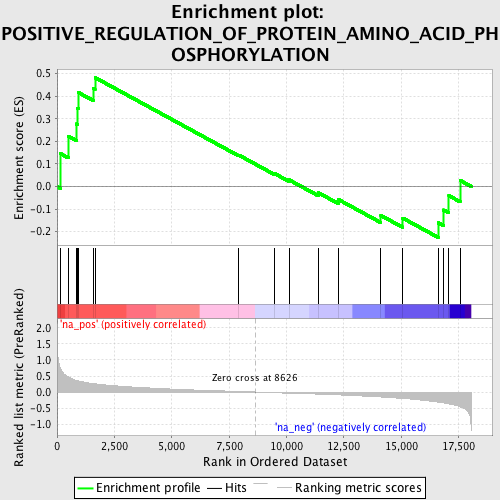 Enrichment plot:
POSITIVE_REGULATION_OF_PROTEIN_AMINO_ACID_PH
OSPHORYLATION
Enrichment score (ES)
0.5
0.4
0.3
0.2
0.1
0.0
-0.1
-0.2
'na_pos' (positively correlated)
Ranked list metric (PreRanked)
2.0
1.5
1.0
0.5
0.0
-0.5
-1.0
Zero cross at 8626
'na_neg' (negatively correlated)
0 2,500 5,000 7,500 10,000 12,500 15,000 17,500
Rank in Ordered Dataset
Enrichment profile Hits Ranking metric scores